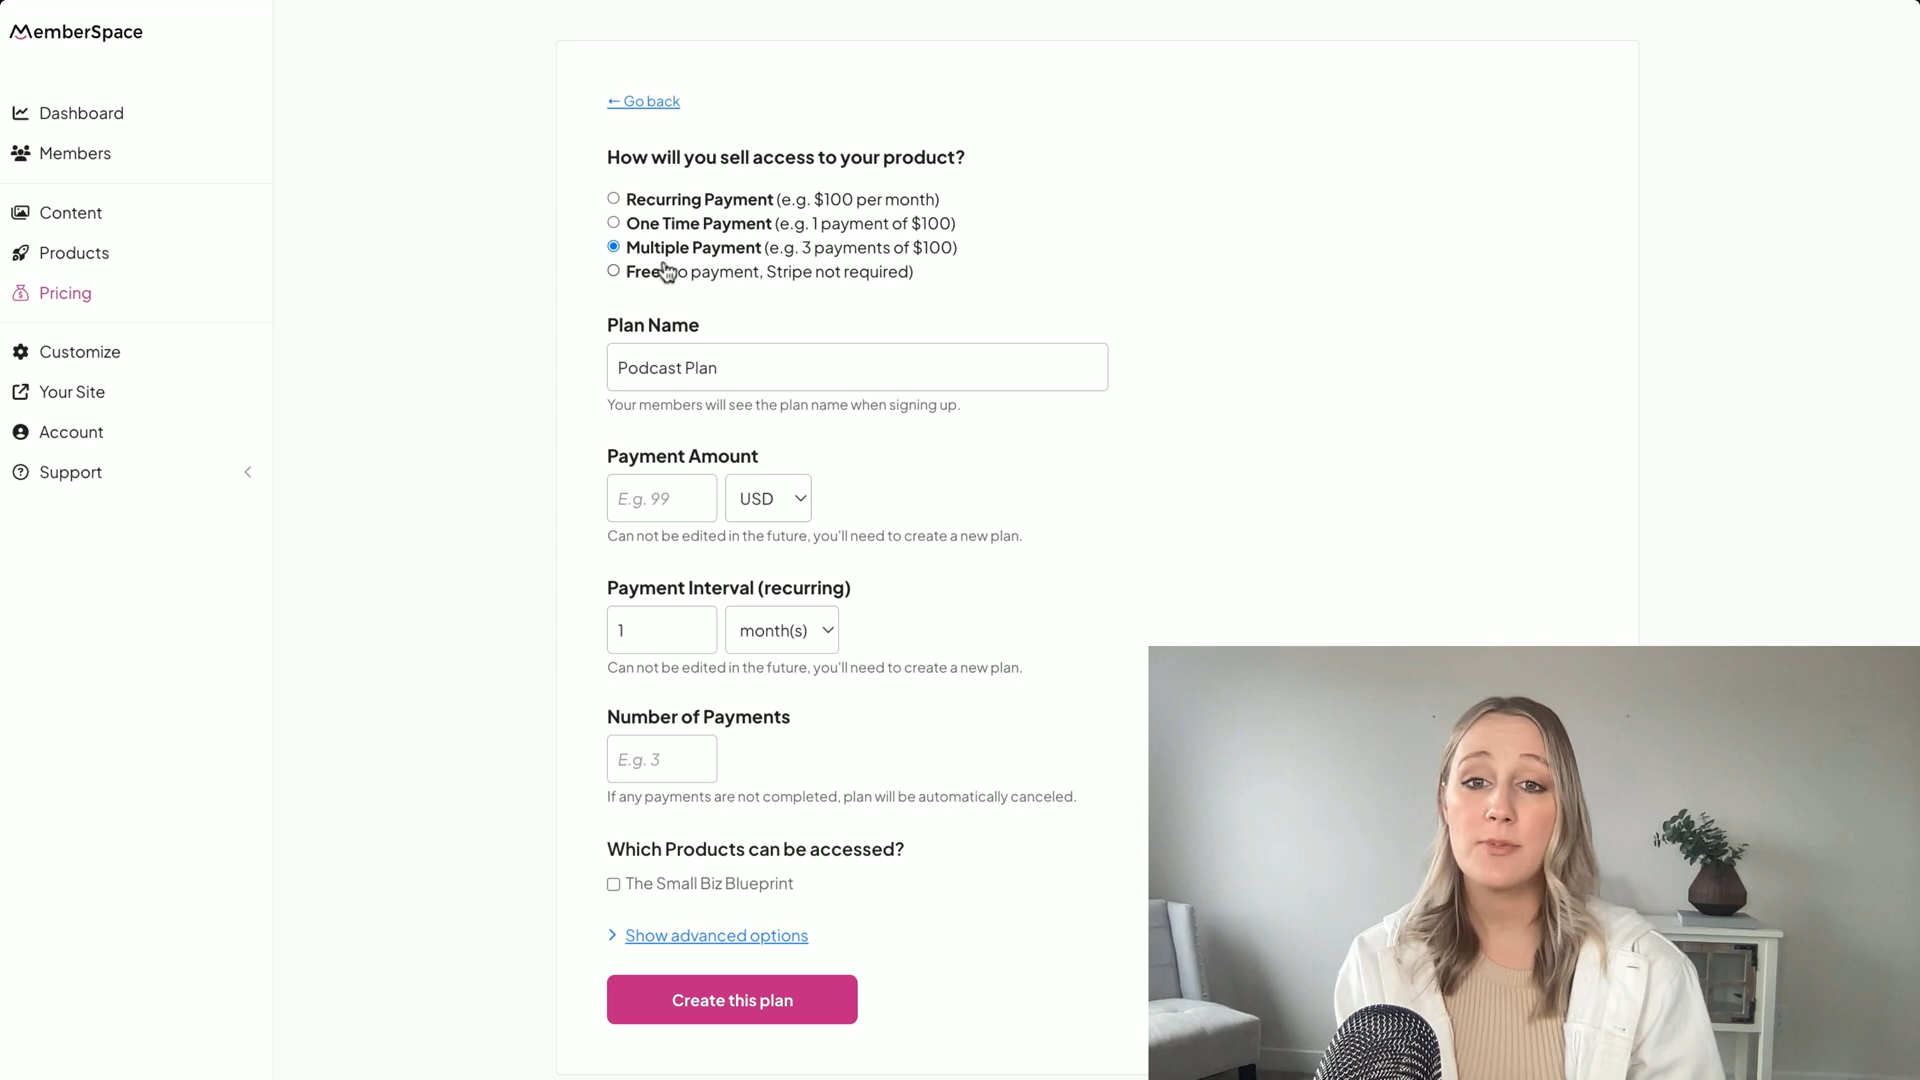 MemberSpace
Dashboard
Members
Content
Products
Pricing
Customize
Your Site
Account
Support
← Go back
How will you sell access to your product?
Recurring Payment (e.g. $100 per month)
One Time Payment (e.g. 1 payment of $100)
Multiple Payment (e.g. 3 payments of $100)
Free o payment, Stripe not required)
Plan Name
Podcast Plan
Your members will see the plan name when signing up.
Payment Amount
E.g. 99
USD
Can not be edited in the future, you'll need to create a new plan.
Payment Interval (recurring)
1
month(s)
Can not be edited in the future, you'll need to create a new plan.
Number of Payments
E.g. 3
If any payments are not completed, plan will be automatically canceled.
Which Products can be accessed?
The Small Biz Blueprint
Show advanced options
Create this plan